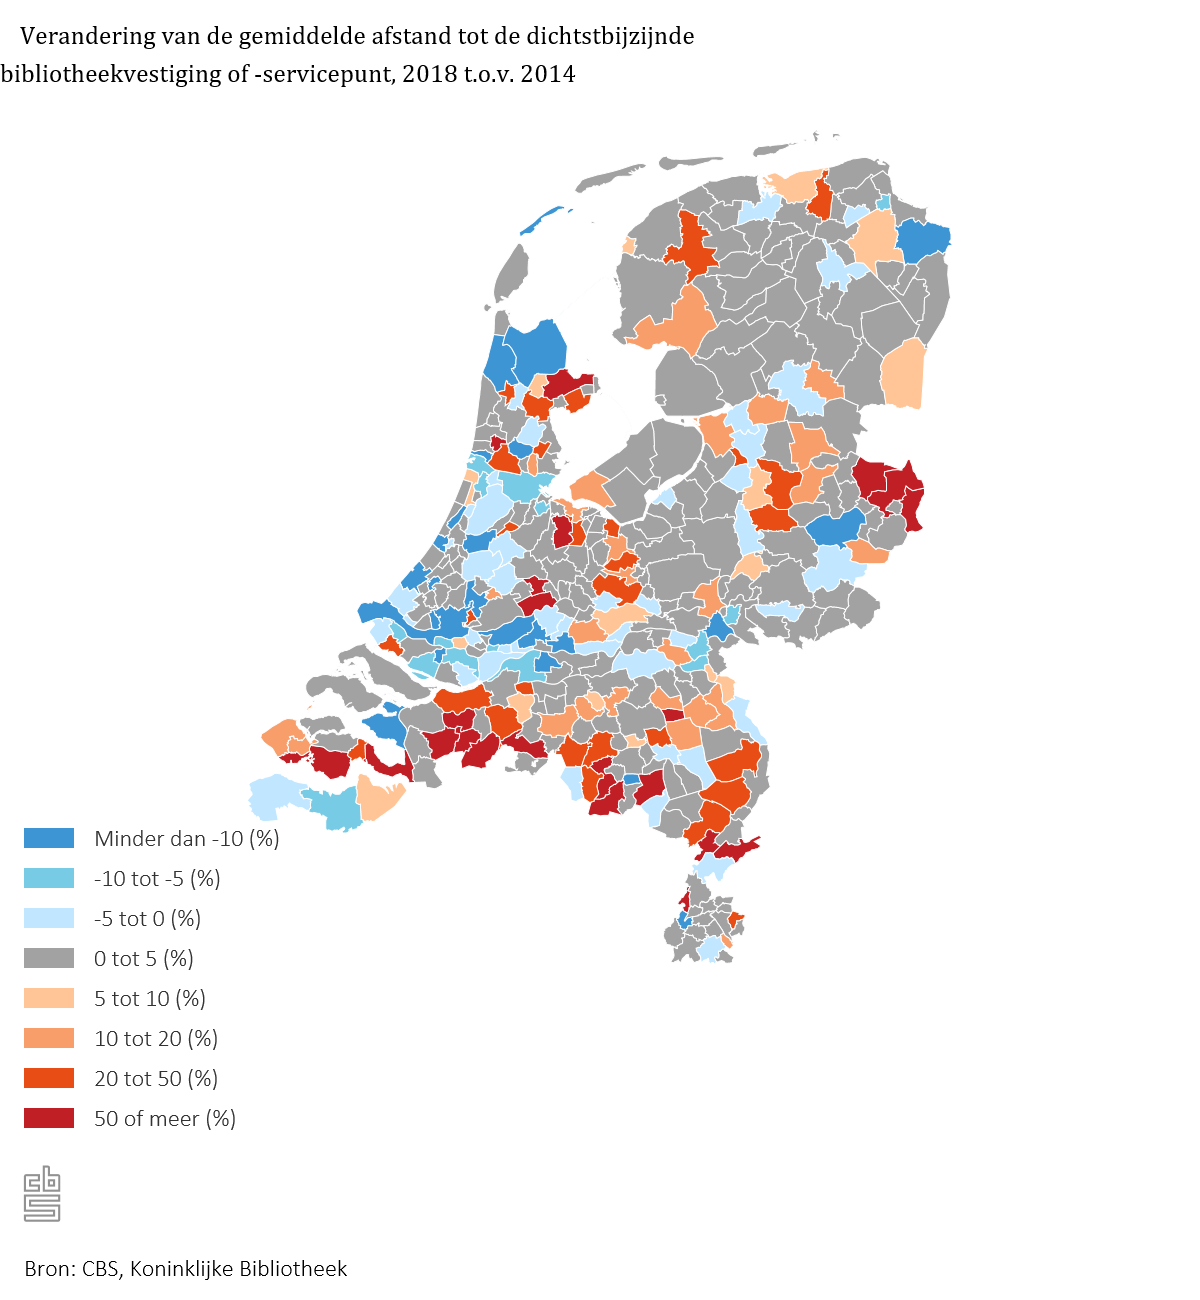 Verandering van de gemiddelde afstand tot de dichtstbijzijnde
bibliotheekvestiging of -servicepunt, 2018 t.o.v. 2014
Minder dan -10 (%)
-10 tot -5 (%)
-5 tot 0 (%)
0 tot 5 (%)
5 tot 10 (%)
10 tot 20 (%)
20 tot 50 (%)
50 of meer (%)
cbs
Bron: CBS, Koninklijke Bibliotheek